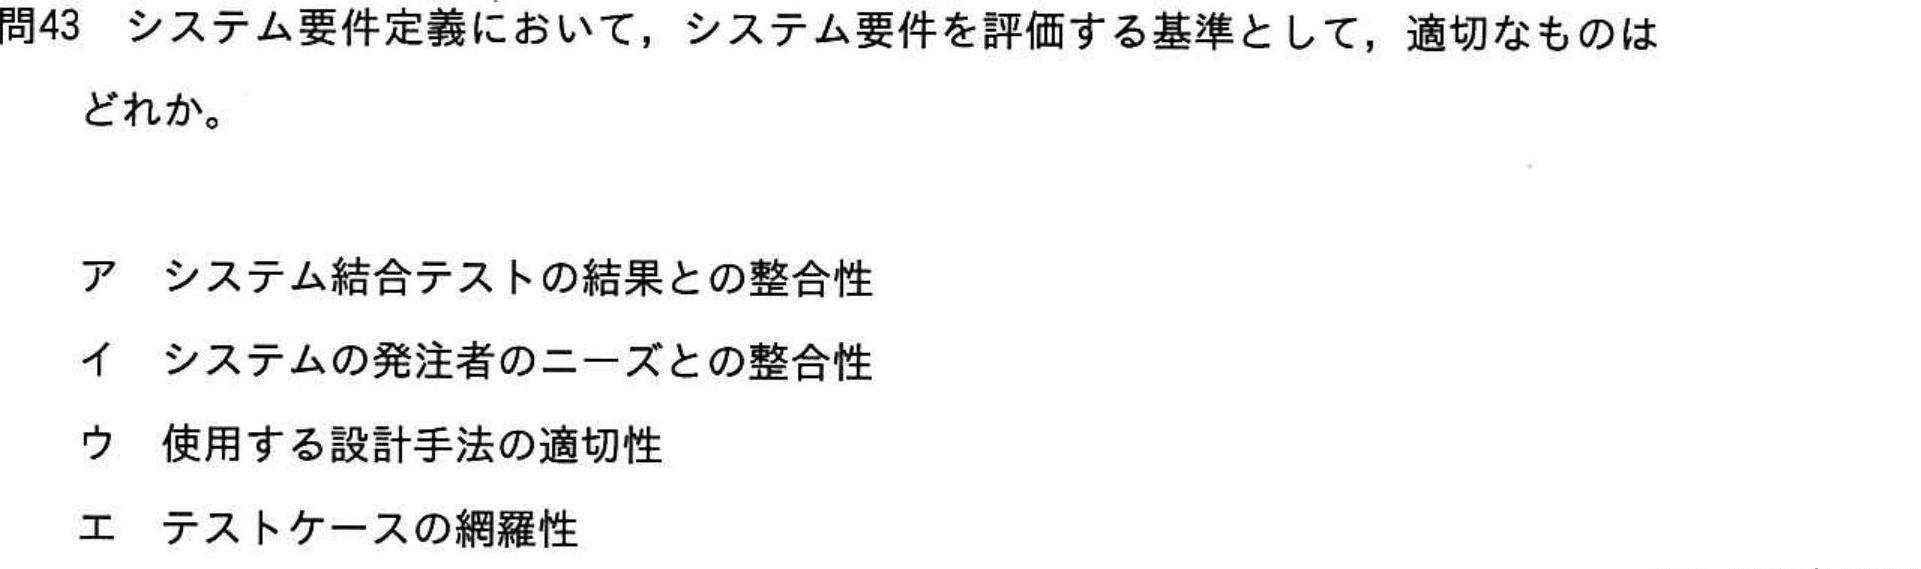 問43　システム要件定義において，システム要件を評価する基準として，適切なものは
どれか。
ア　システム結合テストの結果との整合性
イ　システムの発注者のニーズとの整合性
ウ　使用する設計手法の適切性
エ　テストケースの網羅性